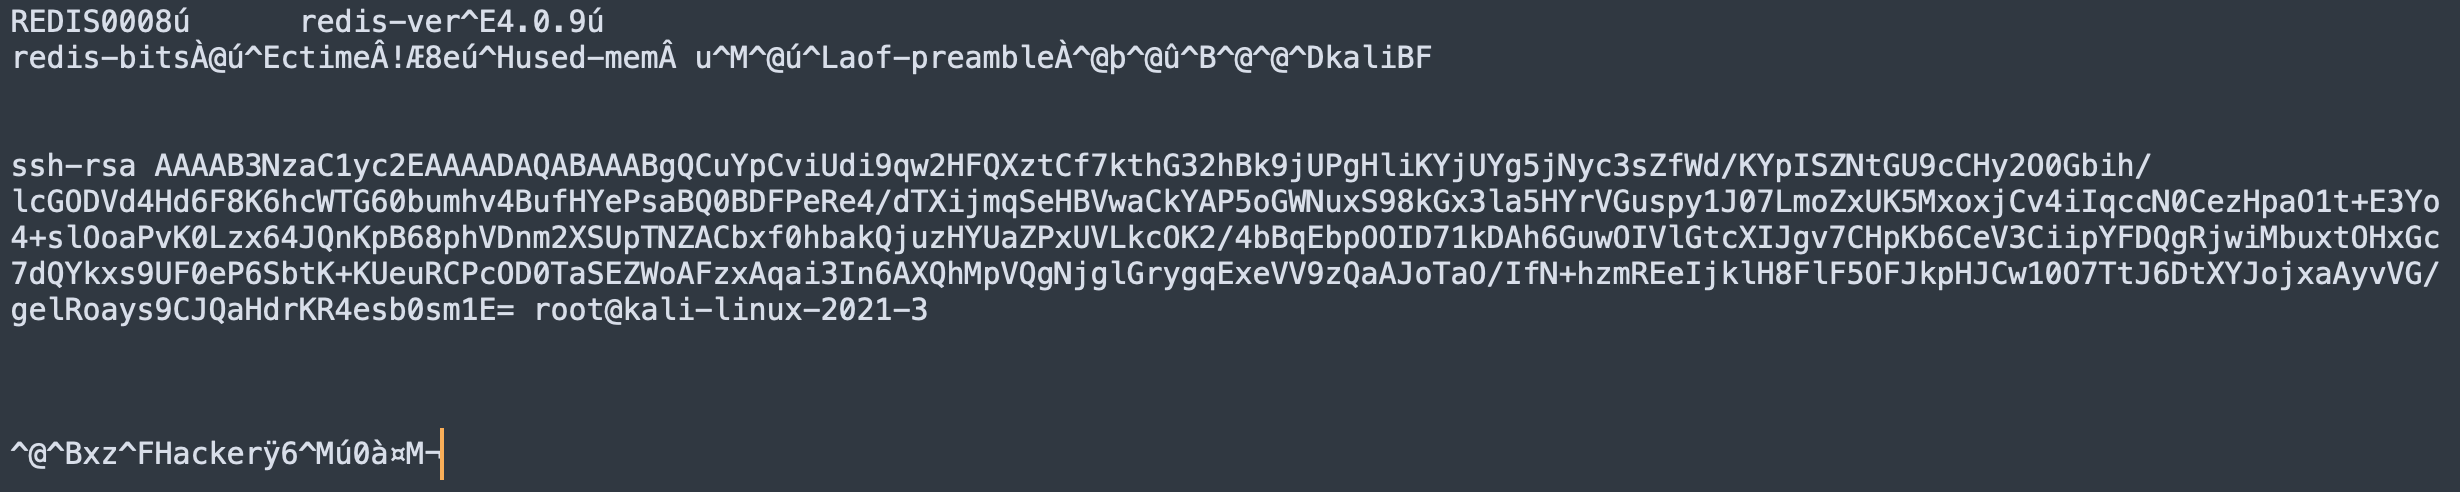 REDIS0008ú      redis-ver^E4.0.9ú
redis-bitsÀ@ú^EctimeÂ!Æ8eú^Hused-memÂ u^M^@ú^Laof-preambleÀ^@þ^@û^B^@^@^DkaliBF
ssh-rsa AAAAB3NzaC1yc2EAAAADAQABAAABgQCuYpCviUdi9qw2HFQXztCf7kthG32hBk9jUPgHliKYjUYg5jNyc3sZfWd/KYpISZNtGU9cCHy2O0Gbih/
lcGODVd4Hd6F8K6hcWTG60bumhv4BufHYePsaBQ0BDFPeRe4/dTXijmqSeHBVwaCkYAP5oGWNuxS98kGx3la5HYrVGuspy1J07LmoZxUK5MxoxjCv4iIqccN0CezHpaO1t+E3Yo
4+slOoaPvK0Lzx64JQnKpB68phVDnm2XSUpTNZACbxf0hbakQjuzHYUaZPxUVLkcOK2/4bBqEbpOOID71kDAh6GuwOIVlGtcXIJgv7CHpKb6CeV3CiipYFDQgRjwiMbuxtOHxGc
7dQYkxs9UF0eP6SbtK+KUeuRCPcOD0TaSEZWoAFzxAqai3In6AXQhMpVQgNjglGrygqExeVV9zQaAJoTaO/IfN+hzmREeIjklH8FlF5OFJkpHJCw10O7TtJ6DtXYJojxaAyvVG/
gelRoays9CJQaHdrKR4esb0sm1E= root@kali-linux-2021-3
^@^Bxz^FHackerÿ6^Mú0à¤M¬